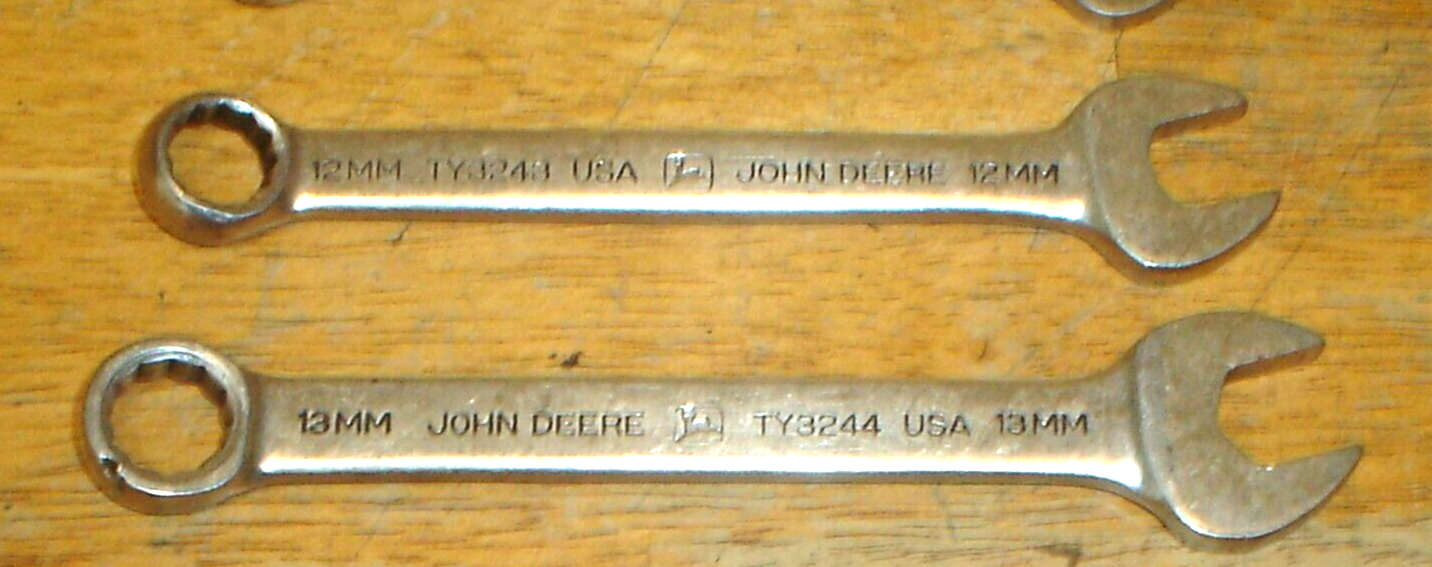 12MM TY3243 USA JOHN DEERE 12MM
13MM JOHN DEERE TY3244 USA 13MM